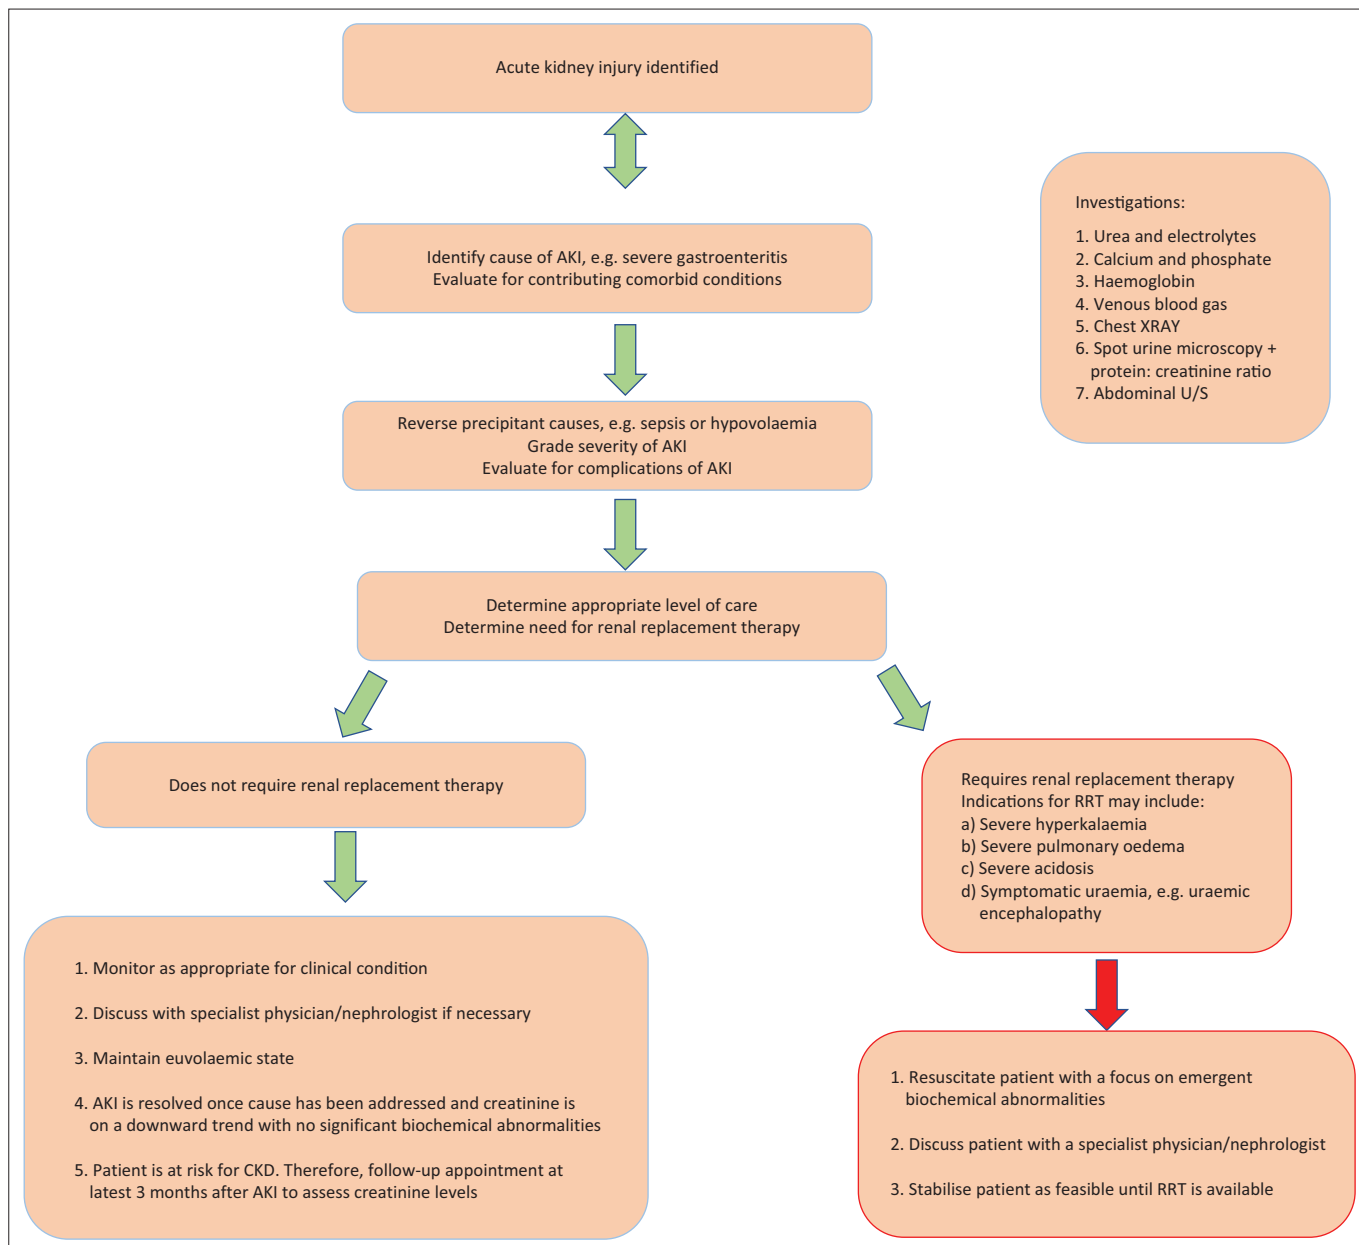 Acute kidney injury identified
Identify cause of AKI, e.g. severe gastroenteritis
Evaluate for contributing comorbid conditions
Investigations:
1. Urea and electrolytes
2. Calcium and phosphate
3. Haemoglobin
4. Venous blood gas
5. Chest XRAY
6. Spot urine microscopy +
protein: creatinine ratio
7. Abdominal U/S
Reverse precipitant causes, e.g. sepsis or hypovolaemia
Grade severity of AKI
Evaluate for complications of AKI
Determine appropriate level of care
Determine need for renal replacement therapy
Does not require renal replacement therapy
Requires renal replacement therapy
Indications for RRT may include:
a) Severe hyperkalaemia
b) Severe pulmonary oedema
c) Severe acidosis
d) Symptomatic uraemia, e.g. uraemic
encephalopathy
1. Monitor as appropriate for clinical condition
2. Discuss with specialist physician/nephrologist if necessary
3. Maintain euvolaemic state
4. AKI is resolved once cause has been addressed and creatinine is
on a downward trend with no significant biochemical abnormalities
5. Patient is at risk for CKD. Therefore, follow-up appointment at
latest 3 months after AKI to assess creatinine levels
1. Resuscitate patient with a focus on emergent
biochemical abnormalities
2. Discuss patient with a specialist physician/nephrologist
3. Stabilise patient as feasible until RRT is available